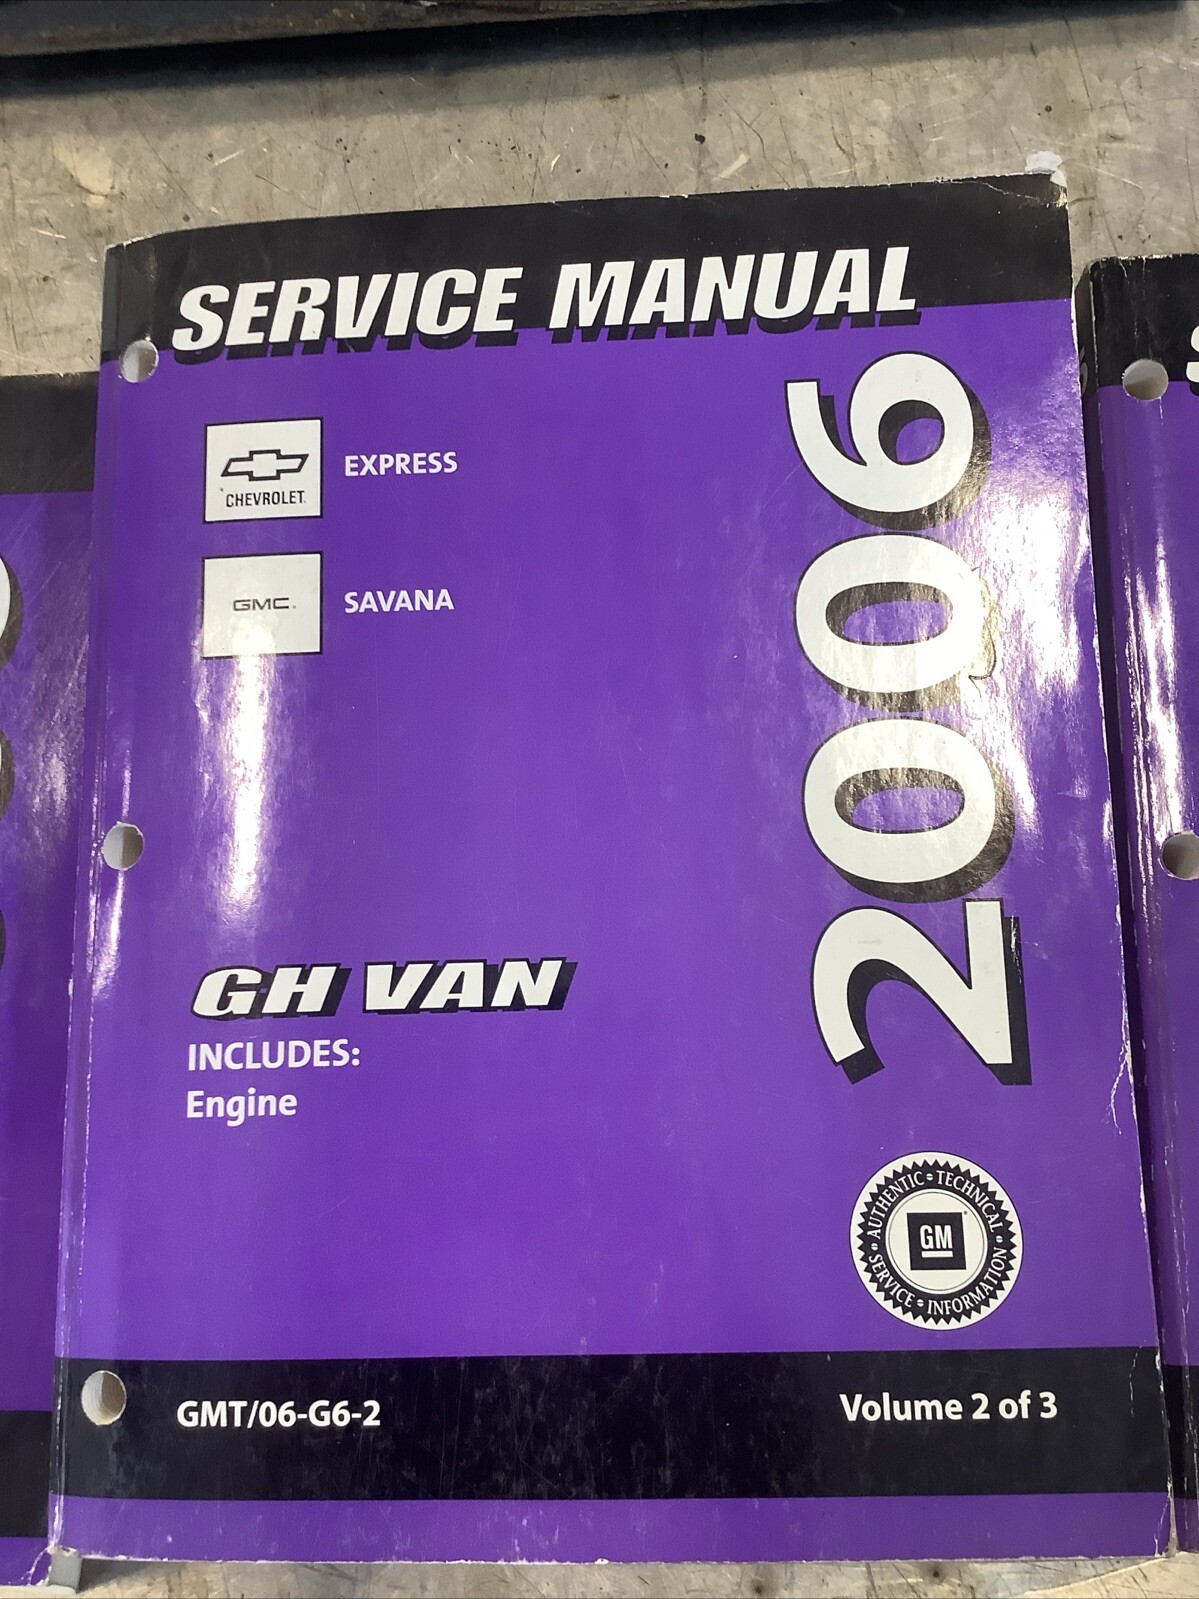 SERVICE MANUAL
CHEVROLET
EXPRESS
GMC
SAVANA
2006
GH VAN
INCLUDES:
Engine
AUTHENTIC • TECHNICAL • SERVICE • INFORMATION
GM
GMT/06-G6-2
Volume 2 of 3